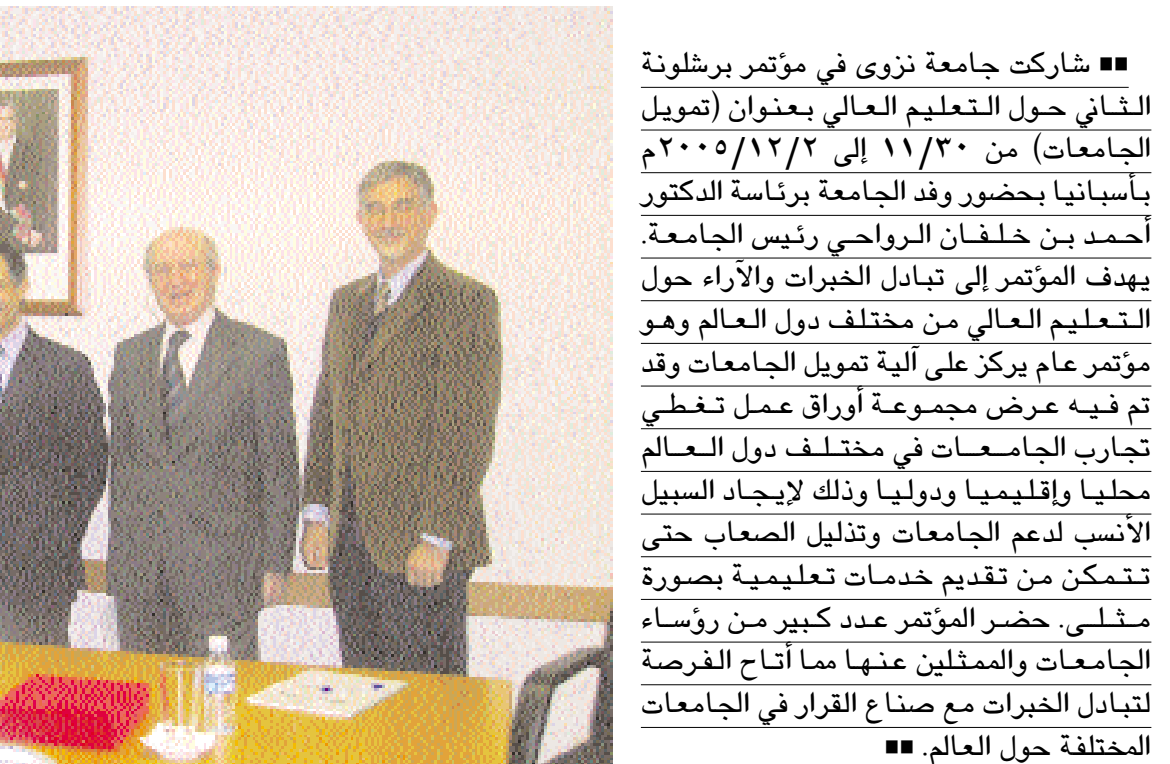 ▪▪ شاركت جامعة نزوى في مؤتمر برشلونة
الثاني حول التعليم العالي بعنوان (تمويل
الجامعات) من ١١/٣٠ إلى ٢٠٠٥/١٢/٢م
بأسبانيا بحضور وفد الجامعة برئاسة الدكتور
أحمد بن خلفان الرواحي رئيس الجامعة.
يهدف المؤتمر إلى تبادل الخبرات والآراء حول
التعليم العالي من مختلف دول العالم وهو
مؤتمر عام يركز على آلية تمويل الجامعات وقد
تم فيه عرض مجموعة أوراق عمل تغطي
تجارب الجامعات في مختلف دول العالم
محليا وإقليميا ودوليا وذلك لإيجاد السبيل
الأنسب لدعم الجامعات وتذليل الصعاب حتى
تتمكن من تقديم خدمات تعليمية بصورة
مثلى. حضر المؤتمر عدد كبير من رؤساء
الجامعات والممثلين عنها مما أتاح الفرصة
لتبادل الخبرات مع صناع القرار في الجامعات
المختلفة حول العالم. ▪▪